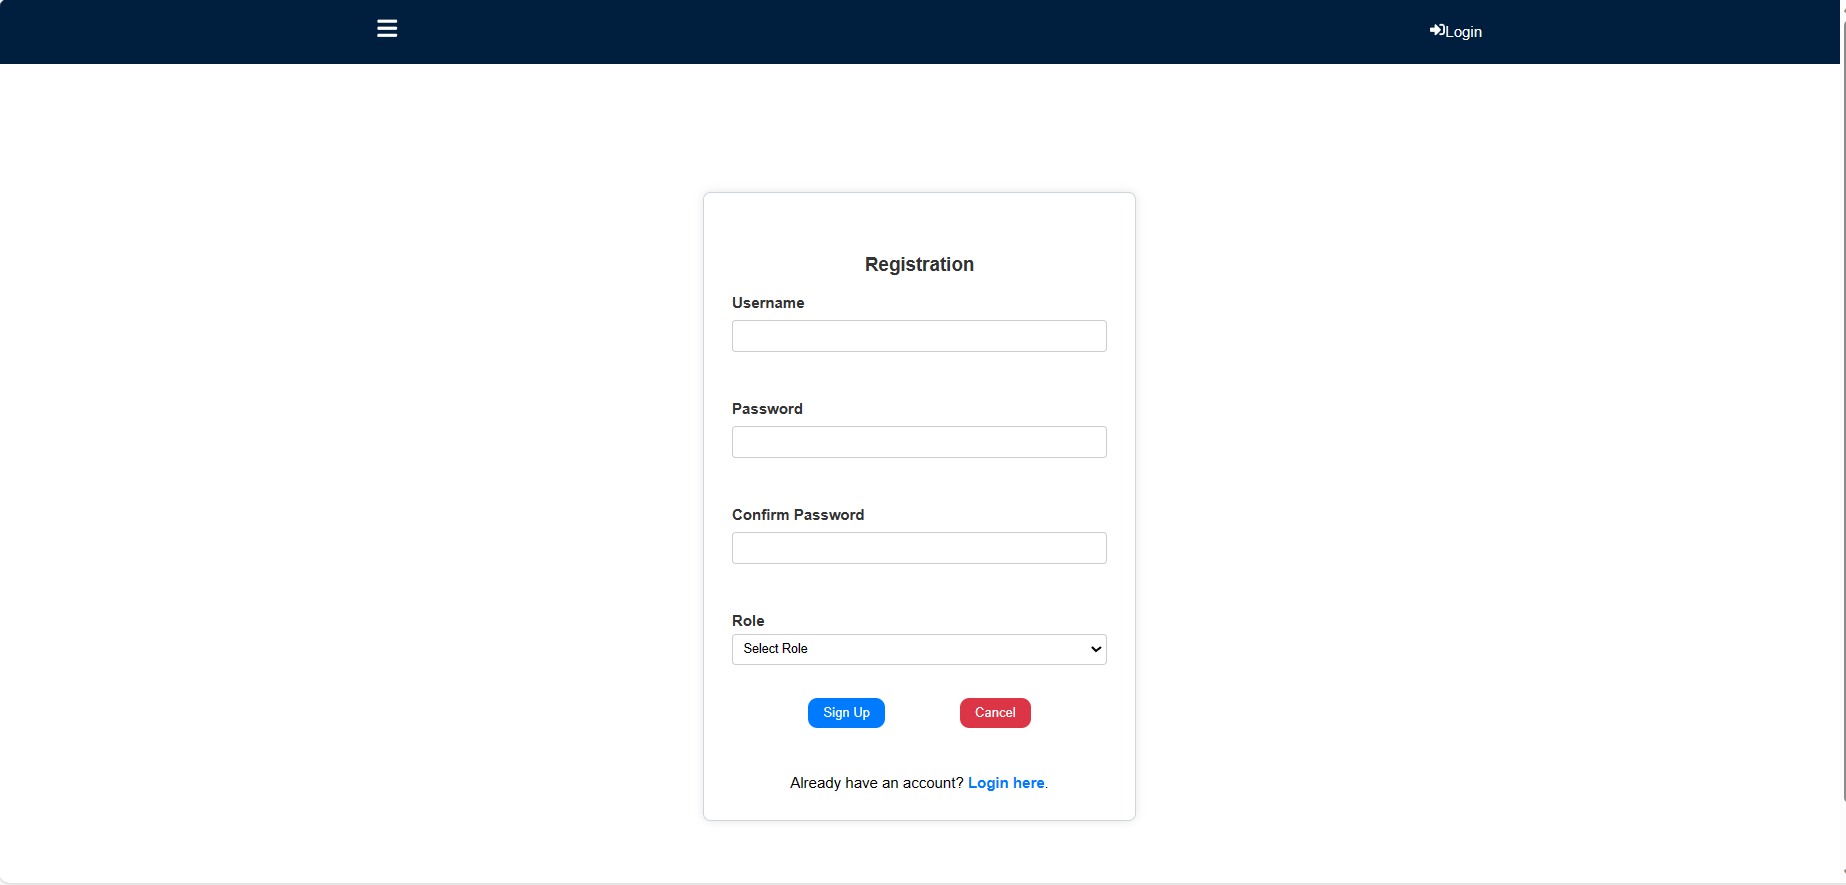 Login
Registration
Username
Password
Confirm Password
Role
Select Role
Sign Up
Cancel
Already have an account? Login here.